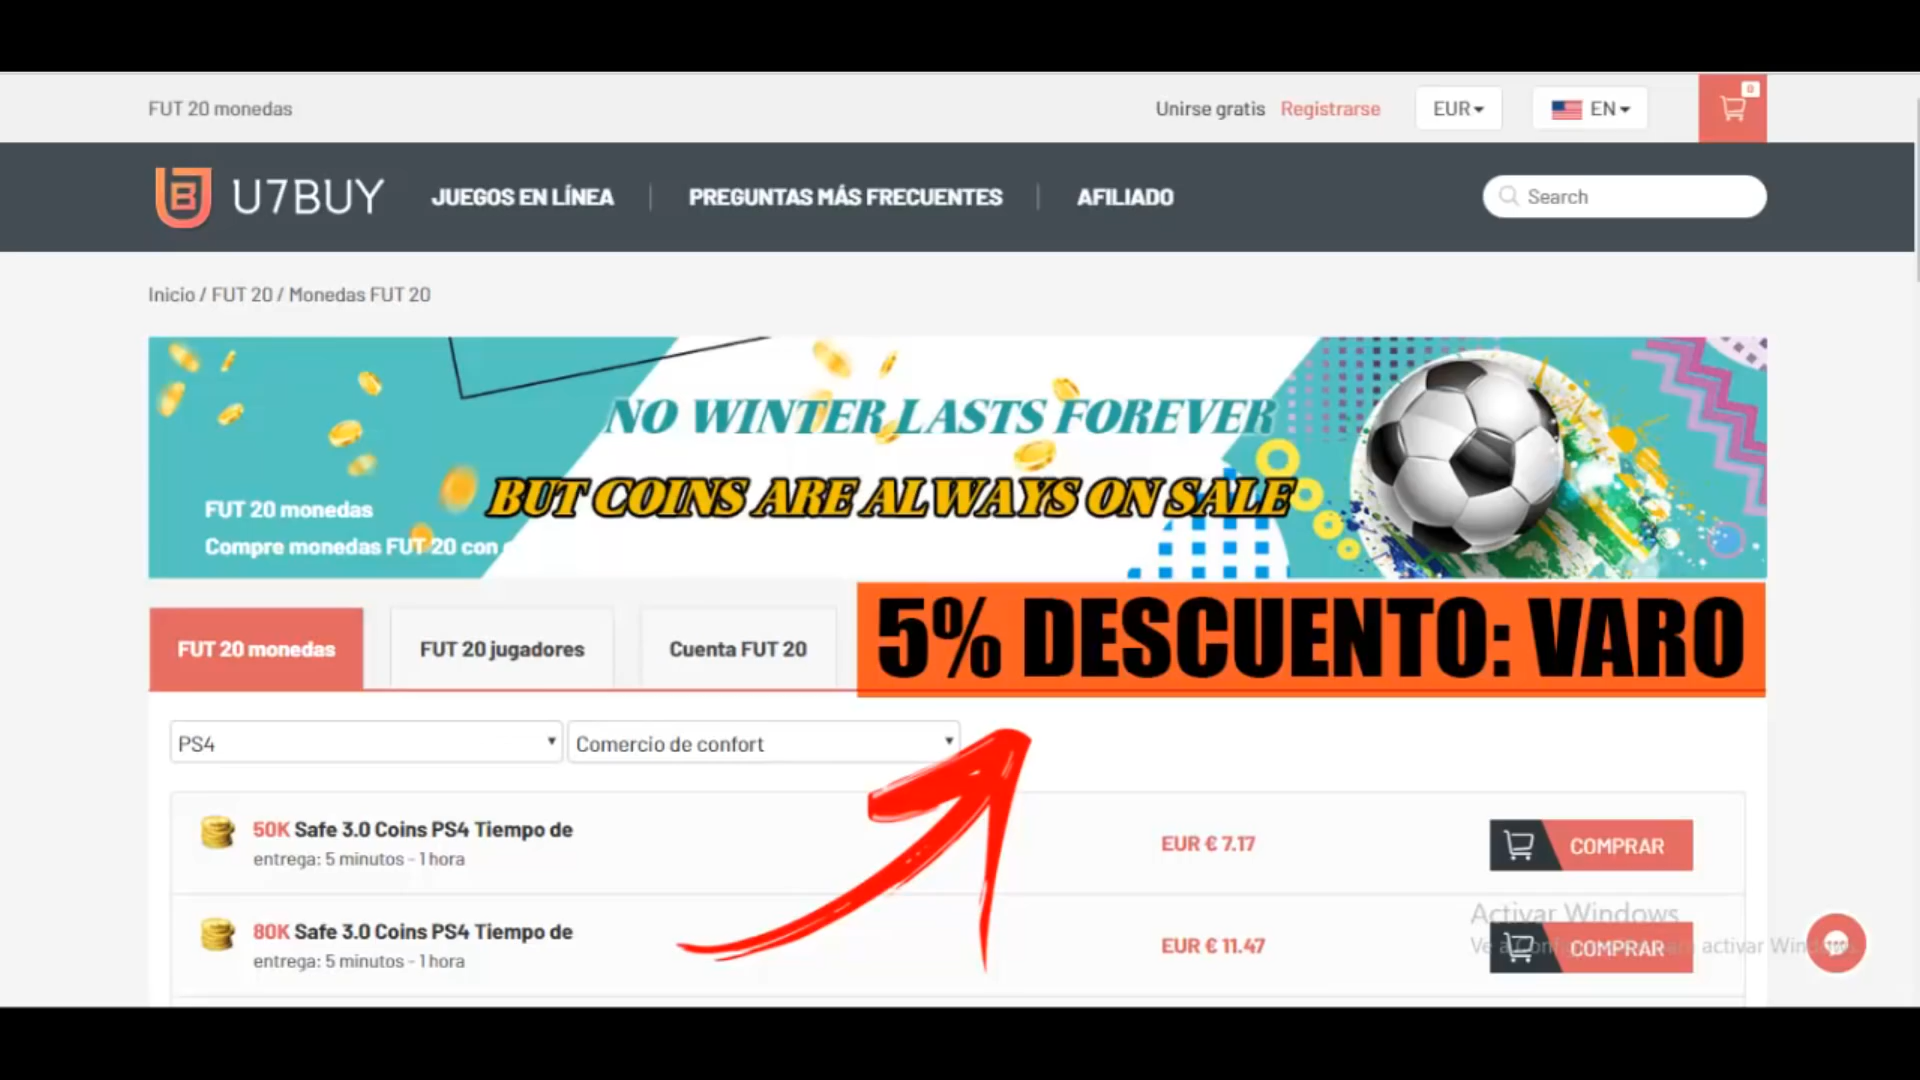 FUT 20 monedas
Unirse gratis Registrarse
EUR
EN
0
U7BUY
JUEGOS EN LÍNEA
PREGUNTAS MÁS FRECUENTES
AFILIADO
Search
Inicio / FUT 20 / Monedas FUT 20
NO WINTER LASTS FOREVER
BUT COINS ARE ALWAYS ON SALE
FUT 20 monedas
Compre monedas FUT 20 con
FUT 20 monedas
FUT 20 jugadores
Cuenta FUT 20
5% DESCUENTO: VARO
PS4
Comercio de confort
50K Safe 3.0 Coins PS4 Tiempo de
entrega: 5 minutos - 1 hora
EUR € 7.17
COMPRAR
80K Safe 3.0 Coins PS4 Tiempo de
entrega: 5 minutos - 1 hora
EUR € 11.47
COMPRAR
Activar Windows
Ve a activar